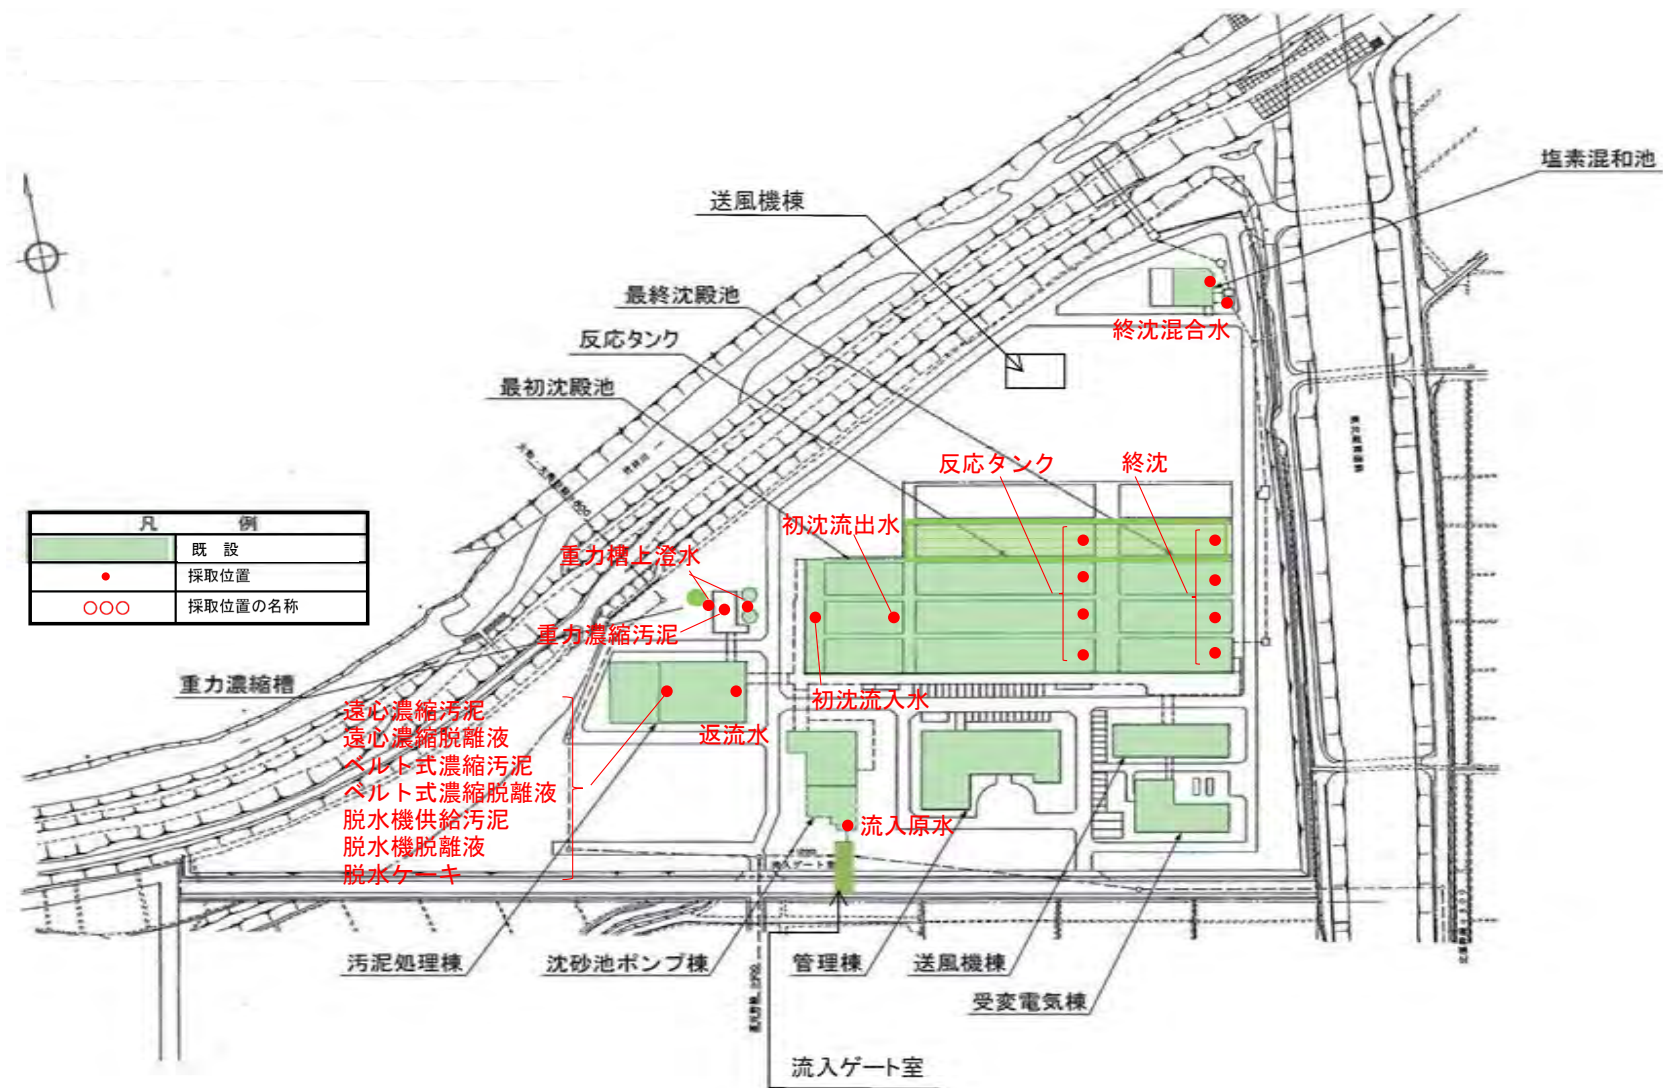 塩素混和池
送風機棟
最終沈殿池
終沈混合水
反応タンク
最初沈殿池
反応タンク
終沈
初沈流出水
凡 例
既 設
採取位置
○○○
採取位置の名称
重力槽上澄水
重力濃縮汚泥
重力濃縮槽
初沈流入水
遠心濃縮汚泥
遠心濃縮脱離液
ベルト式濃縮汚泥
ベルト式濃縮脱離液
脱水機供給汚泥
脱水機脱離液
脱水ケーキ
返流水
流入原水
汚泥処理棟
沈砂池ポンプ棟
管理棟
送風機棟
受変電気棟
流入ゲート室